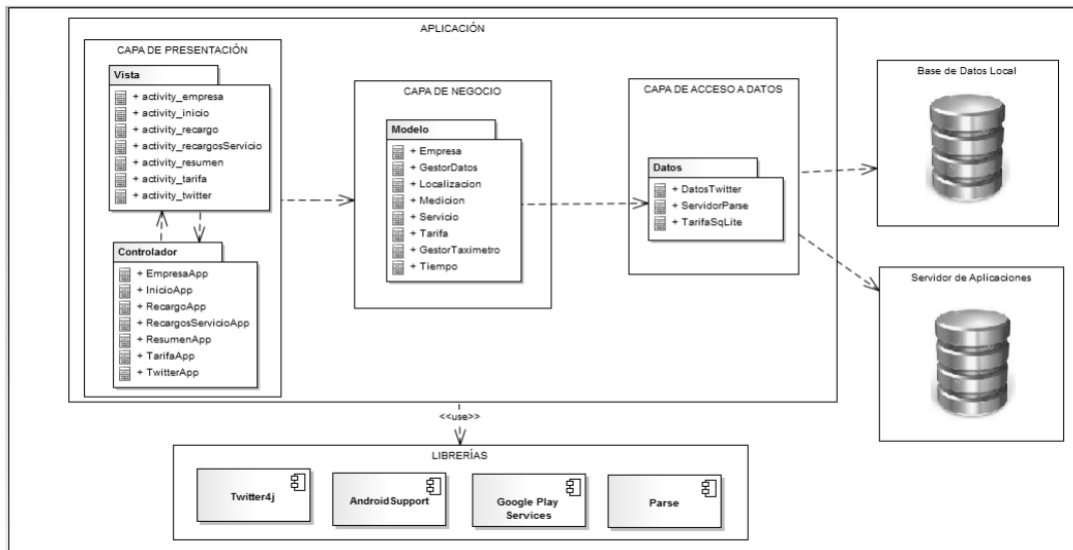 APLICACIÓN
CAPA DE PRESENTACIÓN
Vista
+ activity_empresa
+ activity_inicio
+ activity_recargo
+ activity_recargosServicio
+ activity_resumen
+ activity_tarifa
+ activity_twitter
Controlador
+ EmpresaApp
+ InicioApp
+ RecargoApp
+ RecargosServicioApp
+ ResumenApp
+ TarifaApp
+ TwitterApp
CAPA DE NEGOCIO
Modelo
+ Empresa
+ GestorDatos
+ Localizacion
+ Medicion
+ Servicio
+ Tarifa
+ GestorTaximetro
+ Tiempo
CAPA DE ACCESO A DATOS
Datos
+ DatosTwitter
+ ServidorParse
+ TarifaSqLite
Base de Datos Local
Servidor de Aplicaciones
<<use>>
LIBRERÍAS
Twitter4j
AndroidSupport
Google Play
Services
Parse